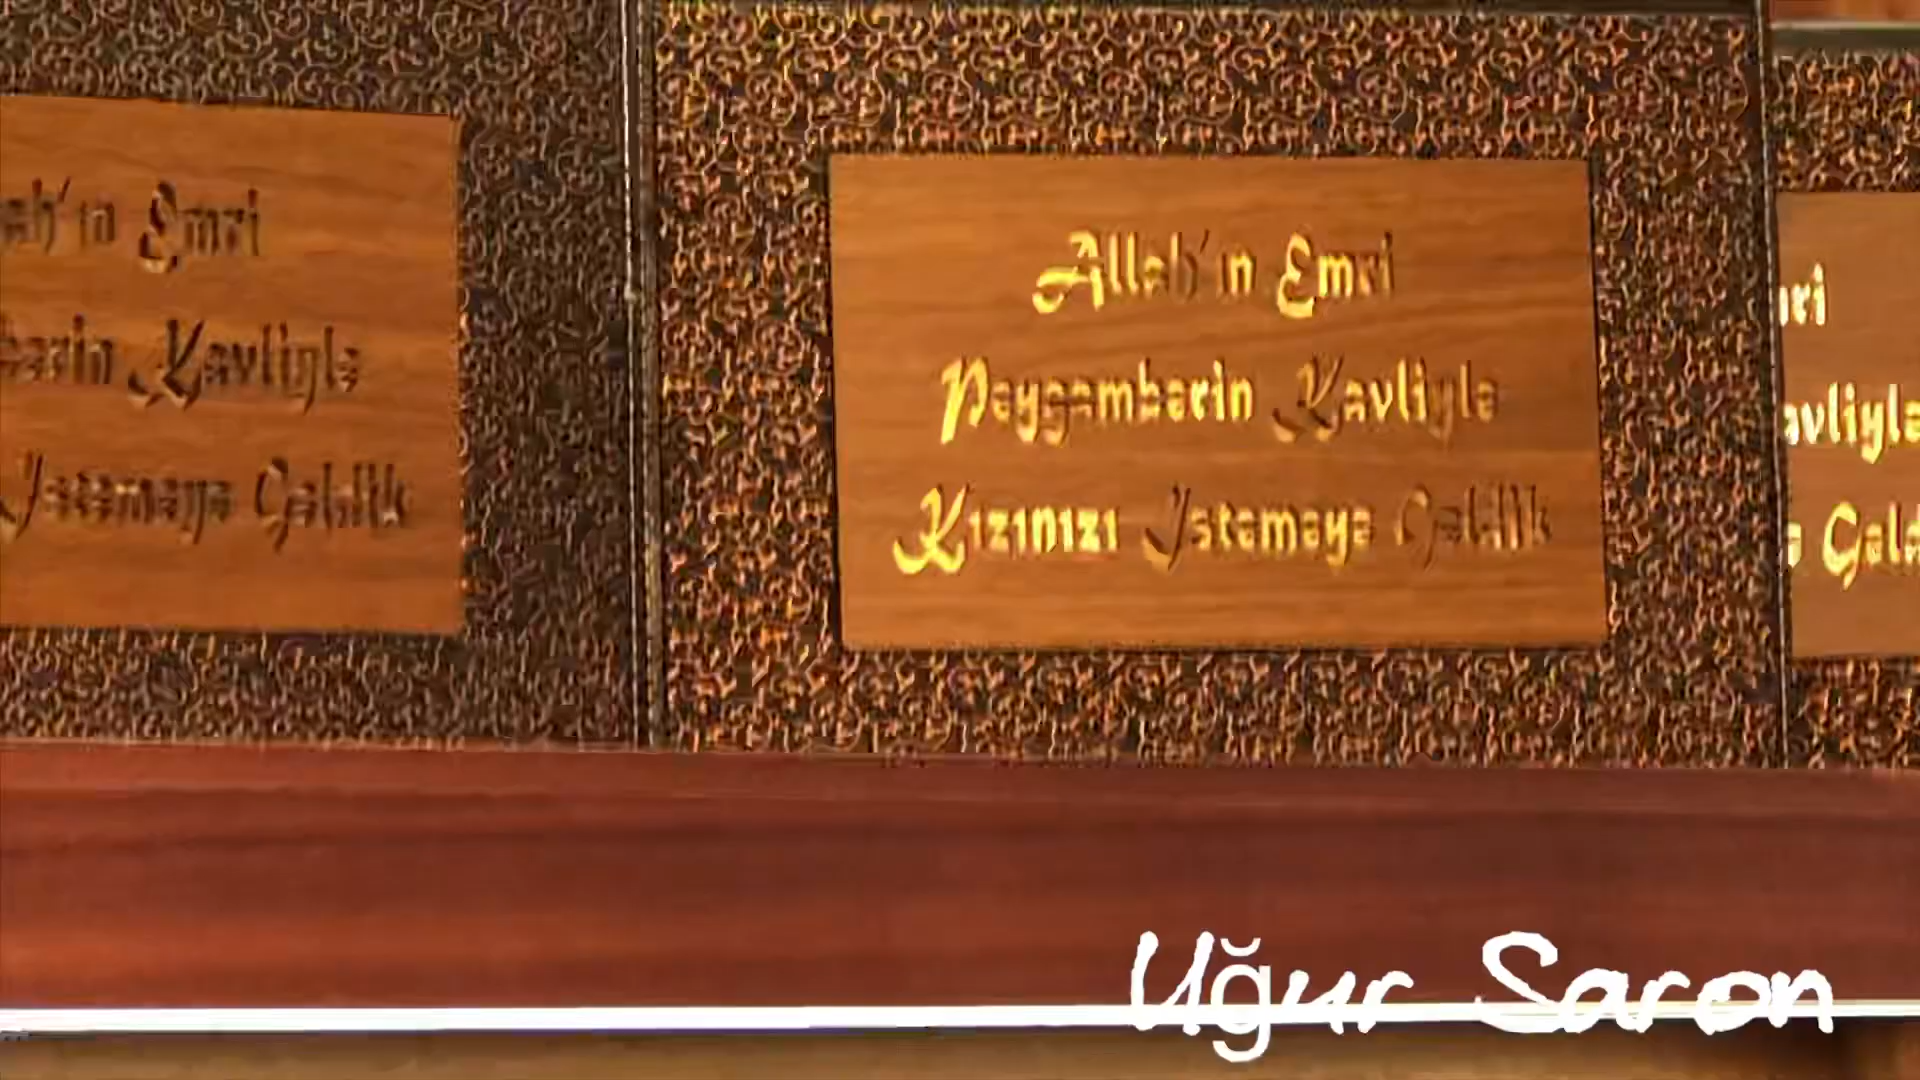 Allah'ın Emri
Peygamberin Kavliyle
Kızınızı İstemeye Geldik
Uğur Saron